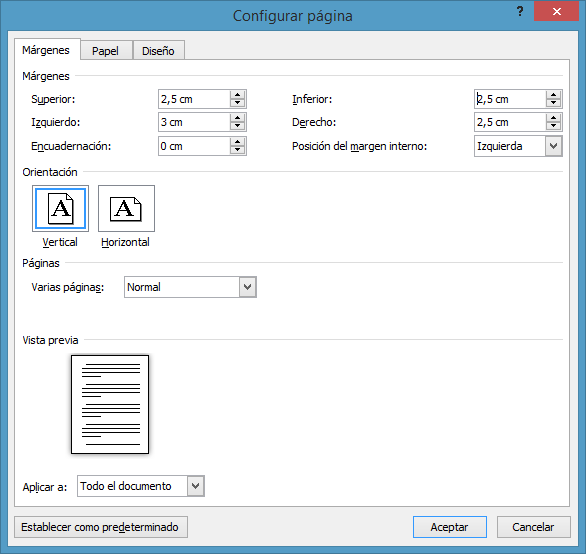 Configurar página
Márgenes Papel Diseño
Márgenes
Superior: 2,5 cm Inferior: 2,5 cm
Izquierdo: 3 cm Derecho: 2,5 cm
Encuadernación: 0 cm Posición del margen interno: Izquierda
Orientación
A A
Vertical Horizontal
Páginas
Varias páginas: Normal
Vista previa
Aplicar a: Todo el documento
Establecer como predeterminado Aceptar Cancelar